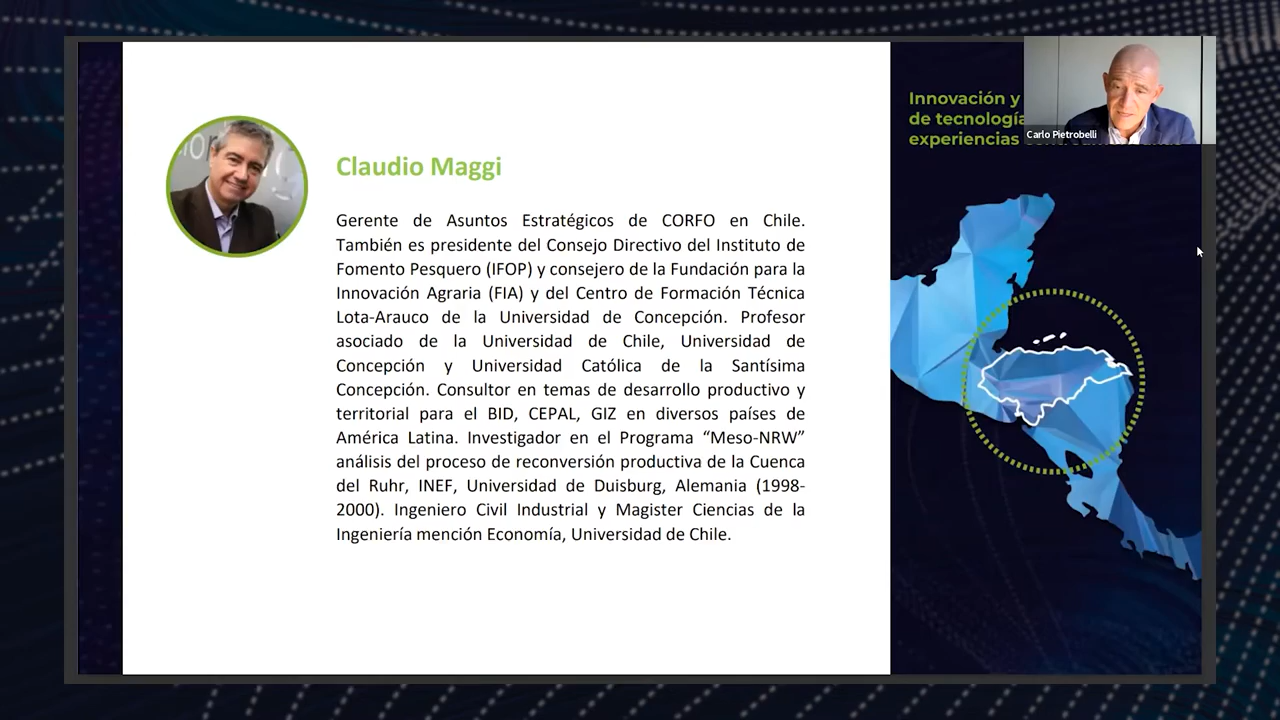 Claudio Maggi
Gerente de Asuntos Estratégicos de CORFO en Chile.
También es presidente del Consejo Directivo del Instituto de
Fomento Pesquero (IFOP) y consejero de la Fundación para la
Innovación Agraria (FIA) y del Centro de Formación Técnica
Lota-Arauco de la Universidad de Concepción. Profesor
asociado de la Universidad de Chile, Universidad de
Concepción y Universidad Católica de la Santísima
Concepción. Consultor en temas de desarrollo productivo y
territorial para el BID, CEPAL, GIZ en diversos países de
América Latina. Investigador en el Programa “Meso-NRW”
análisis del proceso de reconversión productiva de la Cuenca
del Ruhr, INEF, Universidad de Duisburg, Alemania (1998-
2000). Ingeniero Civil Industrial y Magister Ciencias de la
Ingeniería mención Economía, Universidad de Chile.
Innovación y
de tecnología
experiencias
Carlo Pietrobelli